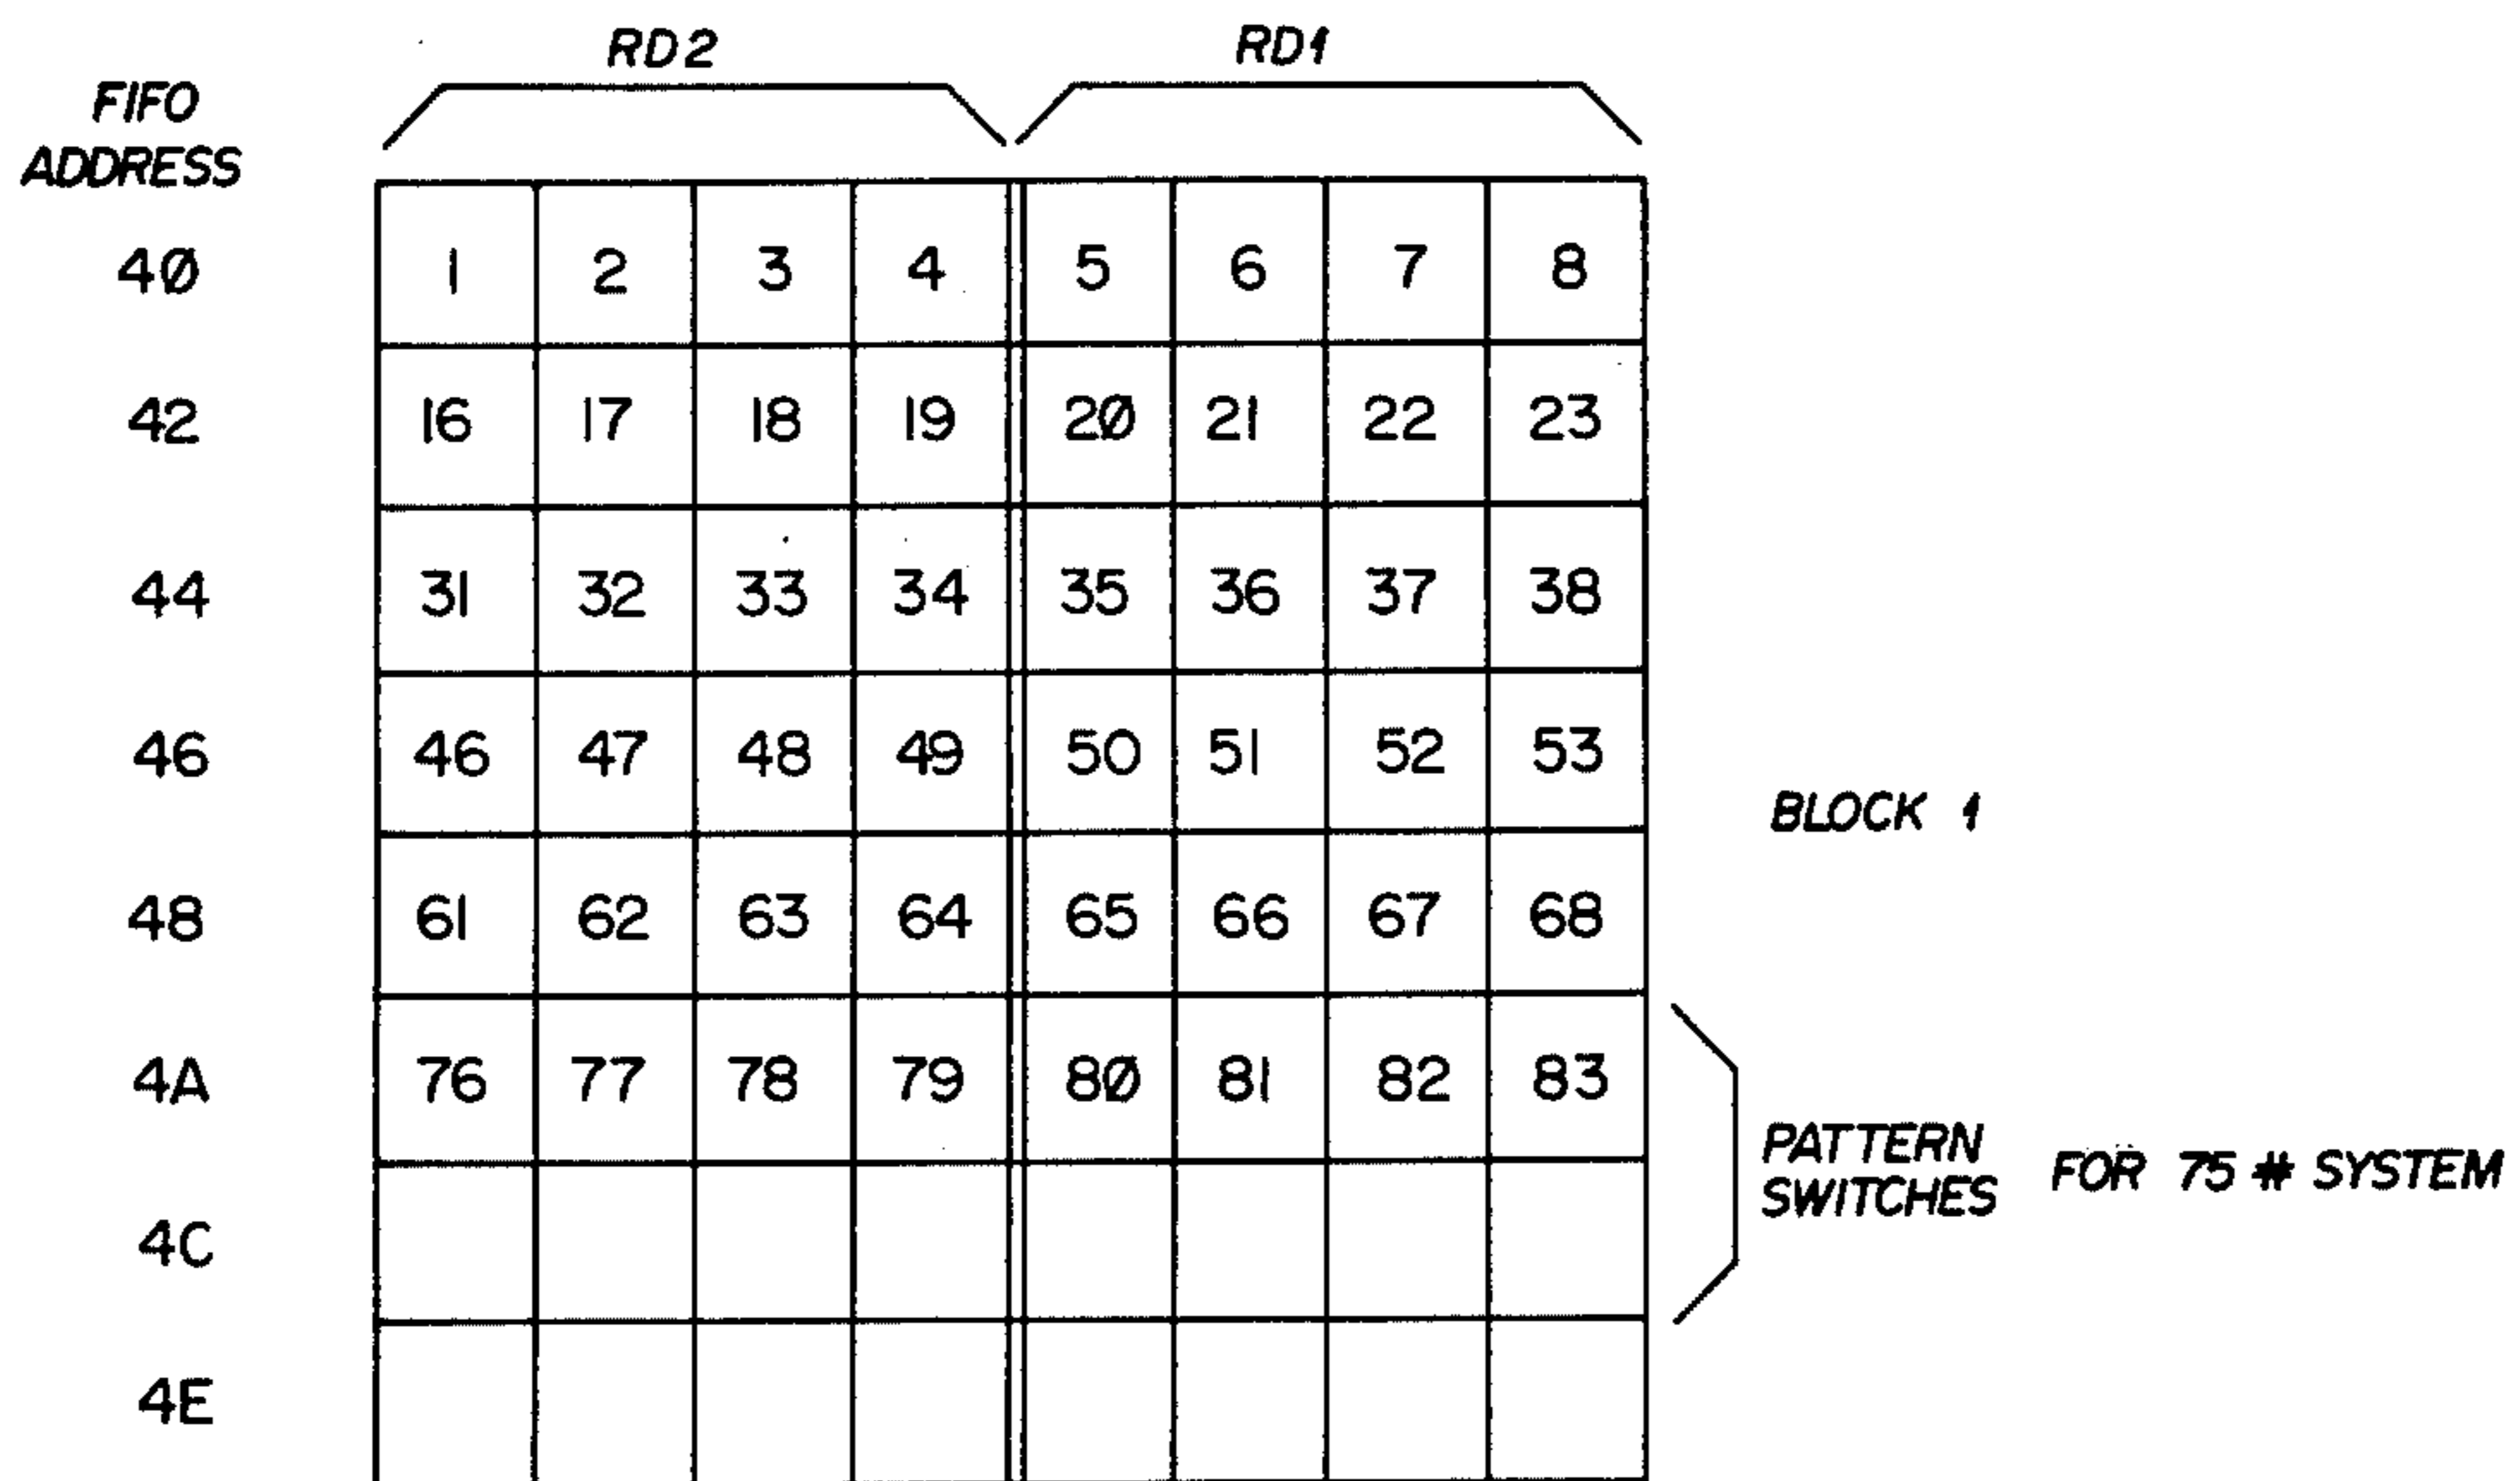 RD2 RD1
FIFO
ADDRESS
4Ø 1 2 3 4 5 6 7 8
42 16 17 18 19 2Ø 21 22 23
44 31 32 33 34 35 36 37 38
46 46 47 48 49 50 51 52 53
BLOCK 1
48 61 62 63 64 65 66 67 68
4A 76 77 78 79 8Ø 81 82 83
PATTERN
SWITCHES FOR 75 # SYSTEM
4C
4E